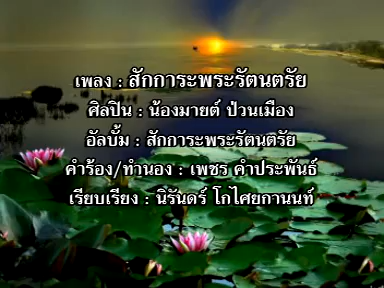 เพลง : สักการะพระรัตนตรัย
ศิลปิน : น้องมายด์ ป่วนเมือง
อัลบั้ม : สักการะพระรัตนตรัย
คำร้อง/ทำนอง : เพชร คำประพันธ์
เรียบเรียง : นิรันดร์ โกไศยกานนท์